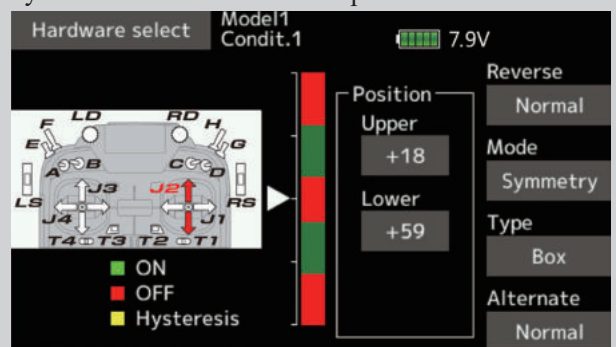 Hardware select
Model1
Condit.1
7.9V
LD RD
F H
E G
A B C D
J3 J2
LS RS
J4 J1
T4 T3 T2 T1
ON
OFF
Hysteresis
Position
Upper
+18
Lower
+59
Reverse
Normal
Mode
Symmetry
Type
Box
Alternate
Normal